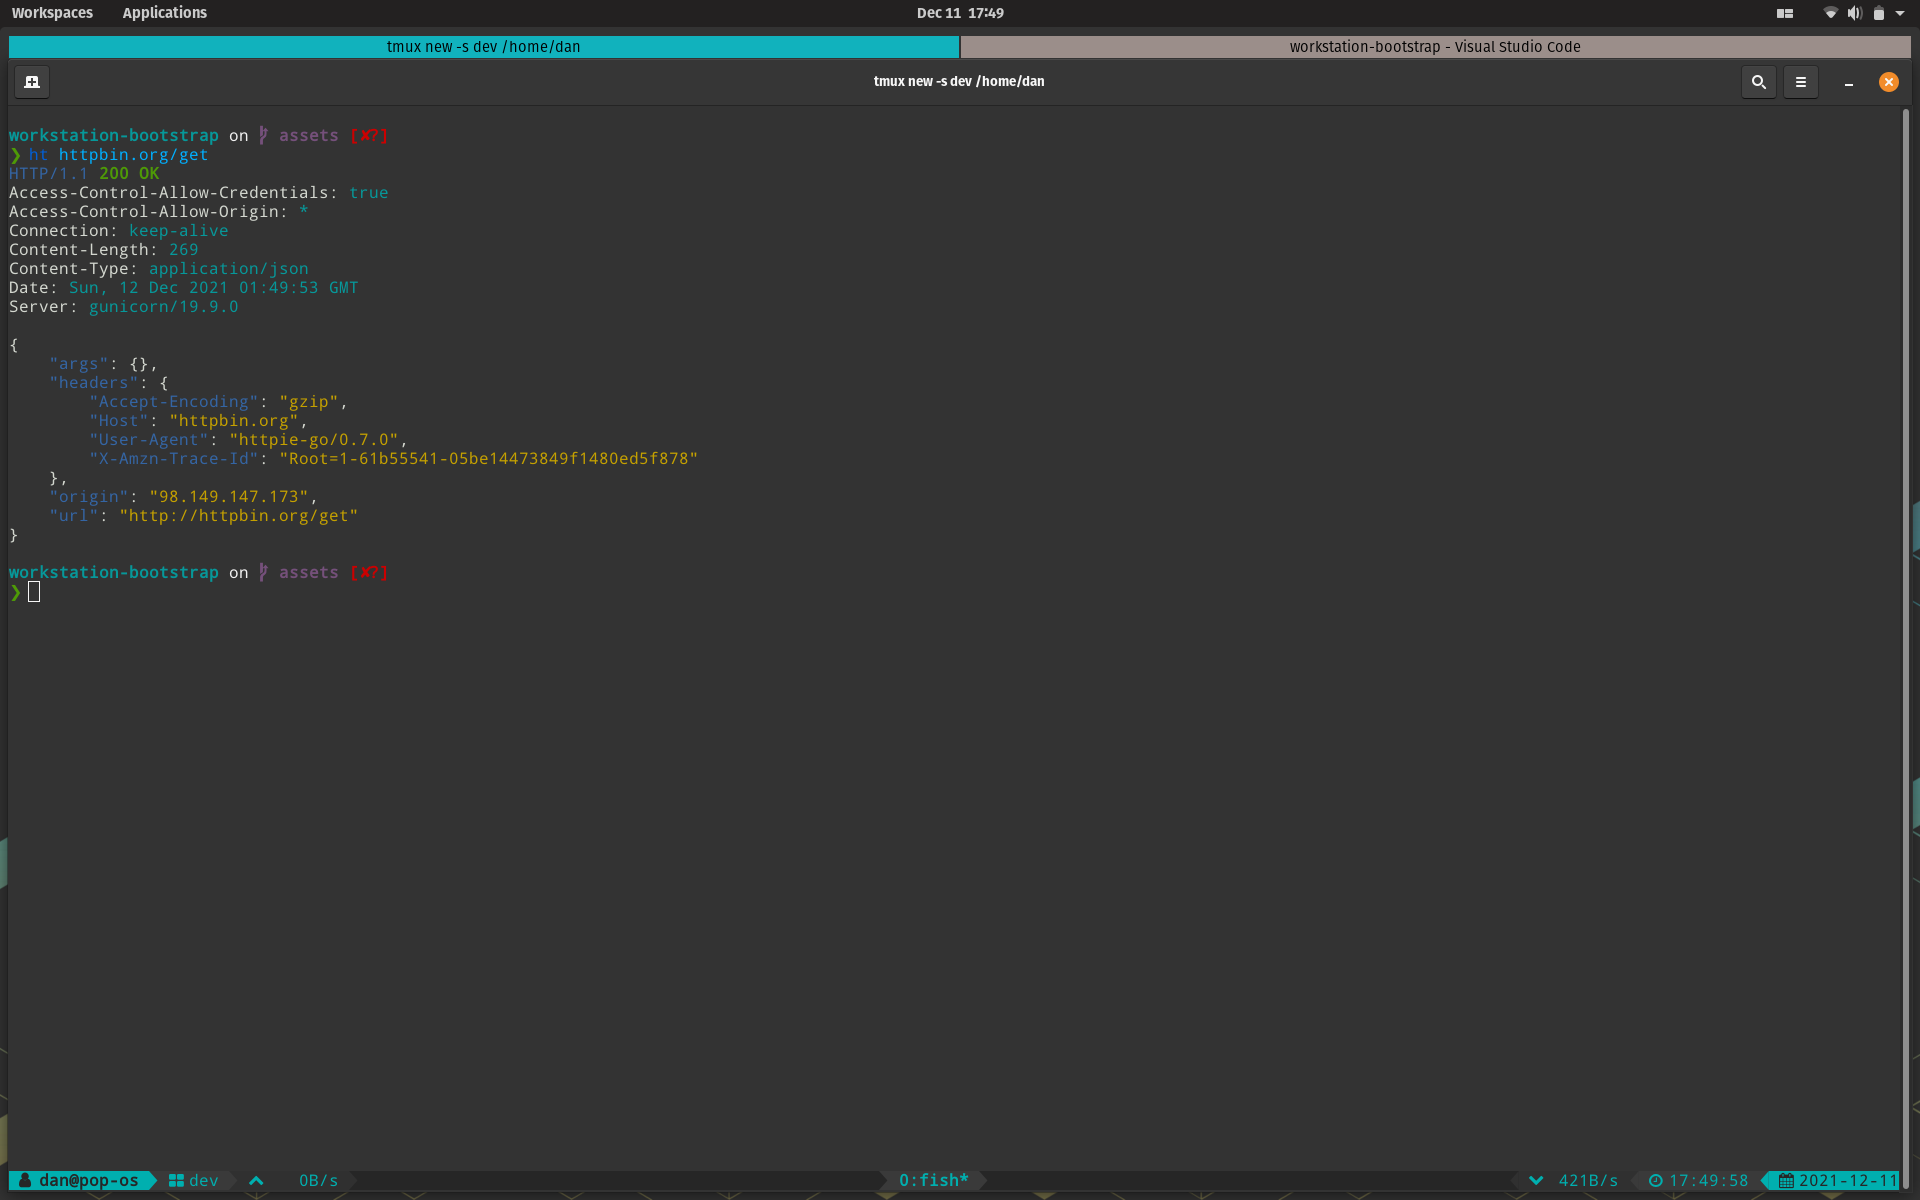 Workspaces Applications Dec 11 17:49
tmux new -s dev /home/dan workstation-bootstrap - Visual Studio Code
tmux new -s dev /home/dan
workstation-bootstrap on assets [✘?]
❯ ht httpbin.org/get
HTTP/1.1 200 OK
Access-Control-Allow-Credentials: true
Access-Control-Allow-Origin: *
Connection: keep-alive
Content-Length: 269
Content-Type: application/json
Date: Sun, 12 Dec 2021 01:49:53 GMT
Server: gunicorn/19.9.0
{
    "args": {},
    "headers": {
        "Accept-Encoding": "gzip",
        "Host": "httpbin.org",
        "User-Agent": "httpie-go/0.7.0",
        "X-Amzn-Trace-Id": "Root=1-61b55541-05be14473849f1480ed5f878"
    },
    "origin": "98.149.147.173",
    "url": "http://httpbin.org/get"
}
workstation-bootstrap on assets [✘?]
❯
dan@pop-os dev 0B/s 0:fish* 421B/s 17:49:58 2021-12-11